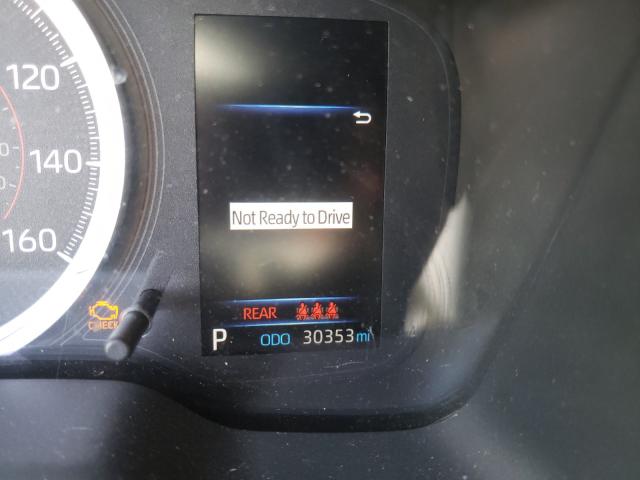 120
140
160
Not Ready to Drive
REAR
CHECK
P ODO 30353 mi